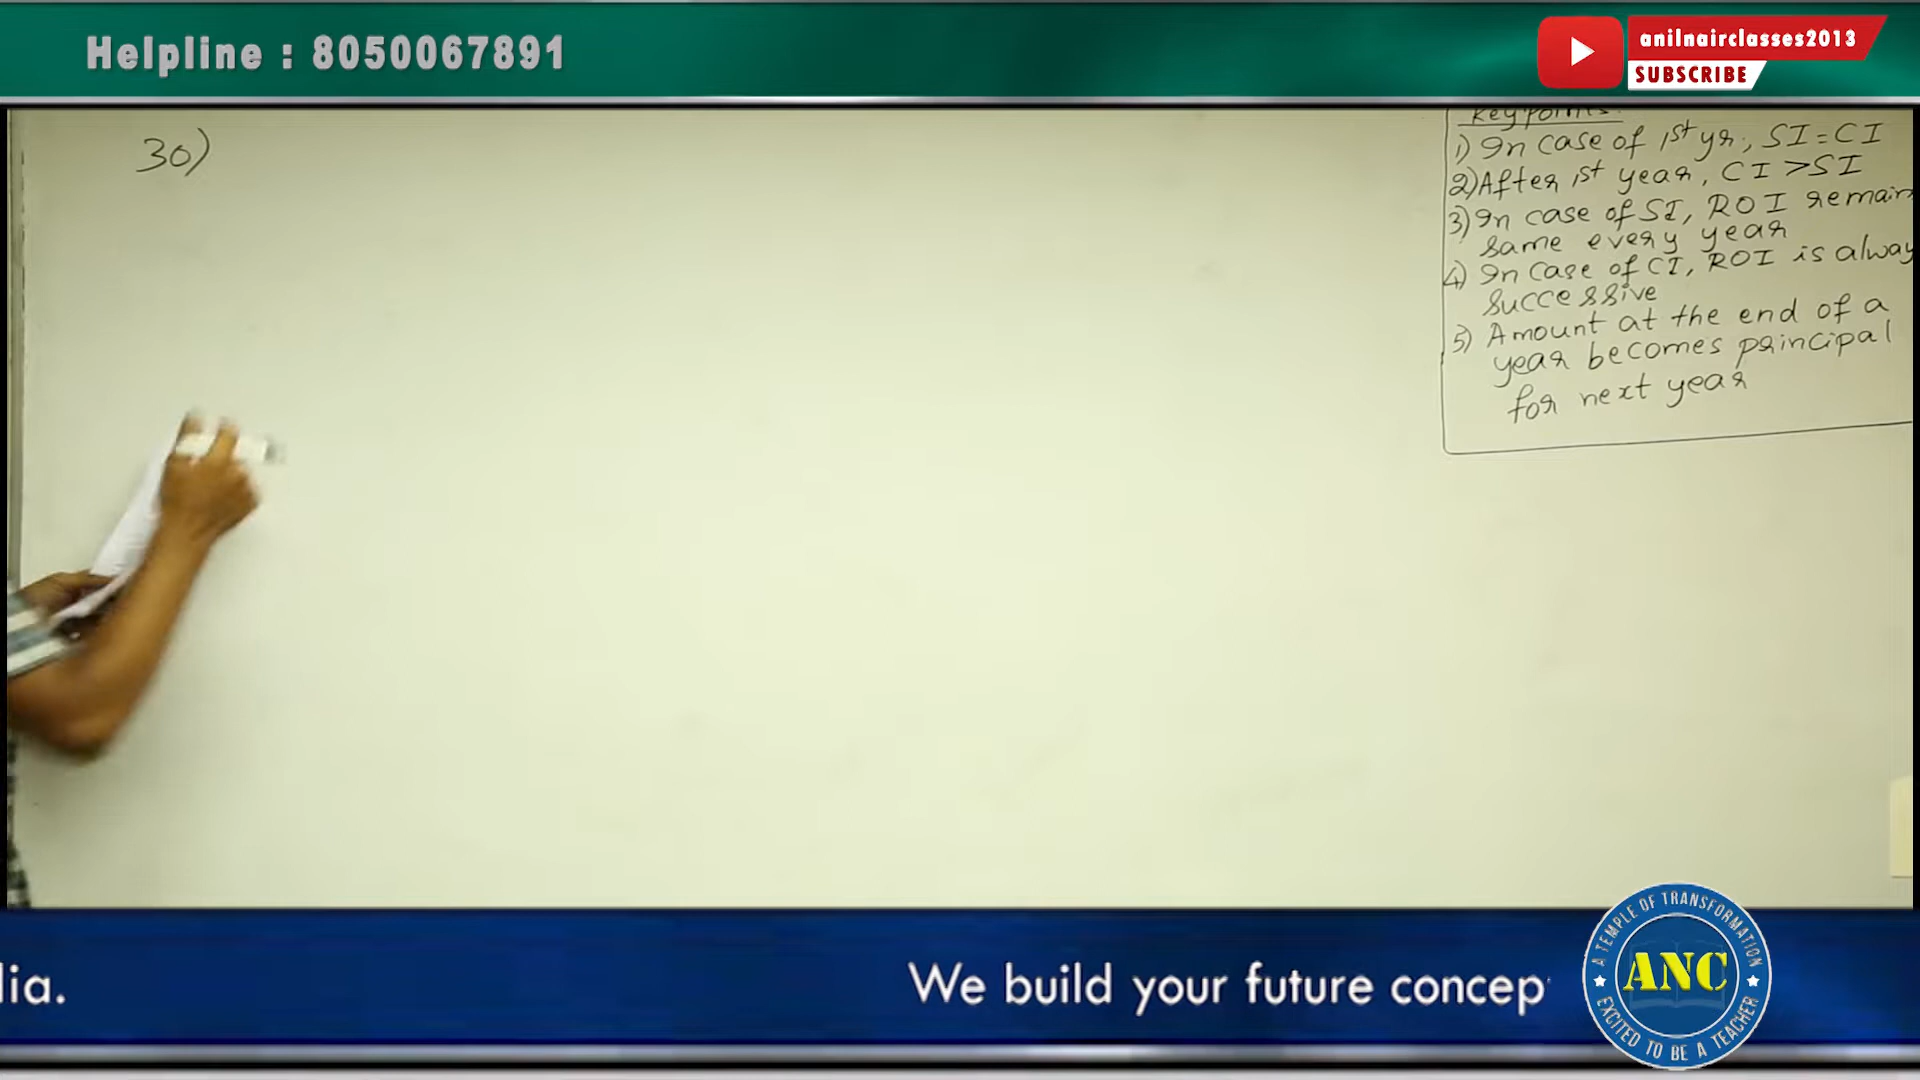 Helpline : 8050067891
anilnairclasses2013
SUBSCRIBE
30)
Key points:
1) In case of 1st yr., SI = CI
2) After 1st year, CI > SI
3) In case of SI, ROI remain
same every year
4) In case of CI, ROI is alway
successive
5) Amount at the end of a
year becomes principal
for next year
lia.
We build your future concep
A TEMPLE OF TRANSFORMATION
ANC
EXCITED TO BE A TEACHER